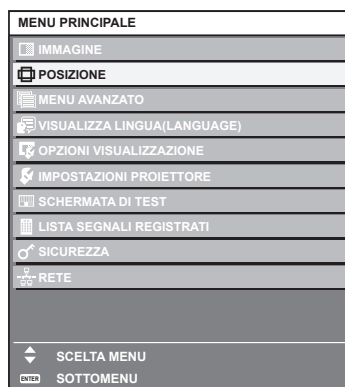 MENU PRINCIPALE
IMMAGINE
POSIZIONE
MENU AVANZATO
VISUALIZZA LINGUA(LANGUAGE)
OPZIONI VISUALIZZAZIONE
IMPOSTAZIONI PROIETTORE
SCHERMATA DI TEST
LISTA SEGNALI REGISTRATI
SICUREZZA
RETE
SCELTA MENU
ENTER SOTTOMENU